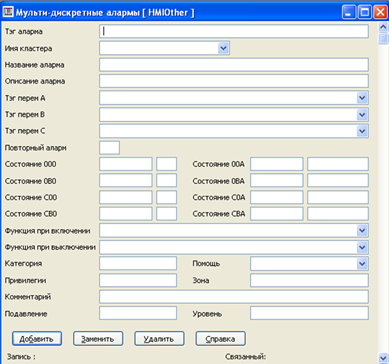 Мульти-дискретные алармы [ HMIOther ]
Тэг аларма
Имя кластера
Название аларма
Описание аларма
Тэг перем A
Тэг перем B
Тэг перем C
Повторный аларм
Состояние 000 Состояние 00A
Состояние 0B0 Состояние 0BA
Состояние C00 Состояние C0A
Состояние CB0 Состояние CBA
Функция при включении
Функция при выключении
Категория Помощь
Привилегии Зона
Комментарий
Подавление Уровень
Добавить Заменить Удалить Справка
Запись : Связанный: